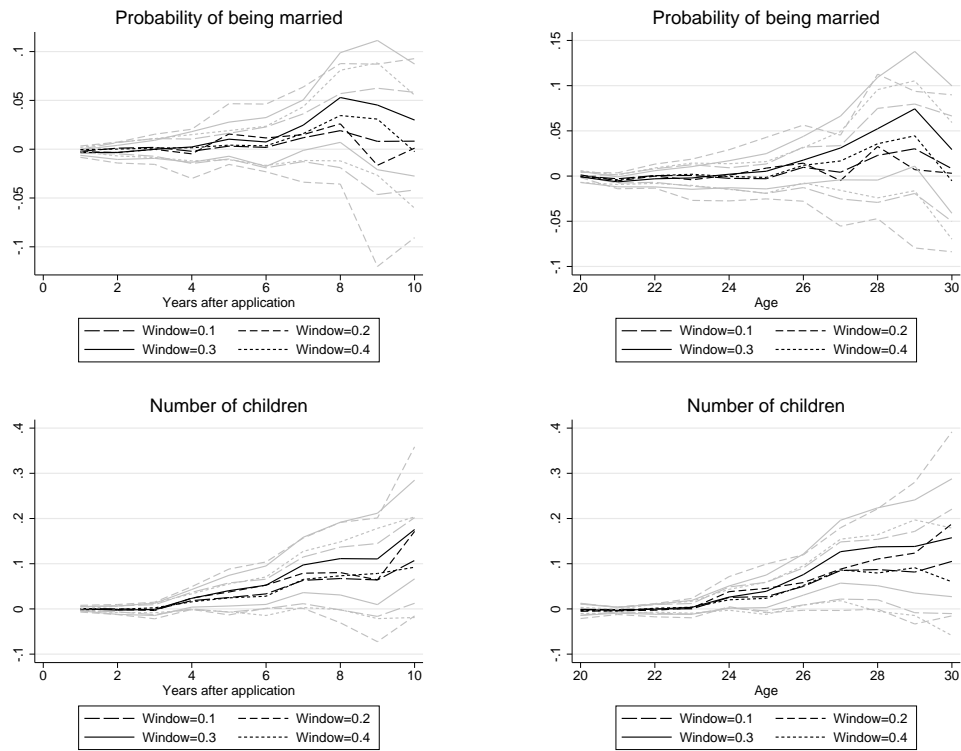 Probability of being married
-.1
-.05
0
.05
.1
0 2 4 6 8 10
Years after application
Window=0.1 Window=0.2
Window=0.3 Window=0.4
Probability of being married
-.1
-.05
0
.05
.1
.15
20 22 24 26 28 30
Age
Window=0.1 Window=0.2
Window=0.3 Window=0.4
Number of children
-.1
0
.1
.2
.3
.4
0 2 4 6 8 10
Years after application
Window=0.1 Window=0.2
Window=0.3 Window=0.4
Number of children
-.1
0
.1
.2
.3
.4
20 22 24 26 28 30
Age
Window=0.1 Window=0.2
Window=0.3 Window=0.4